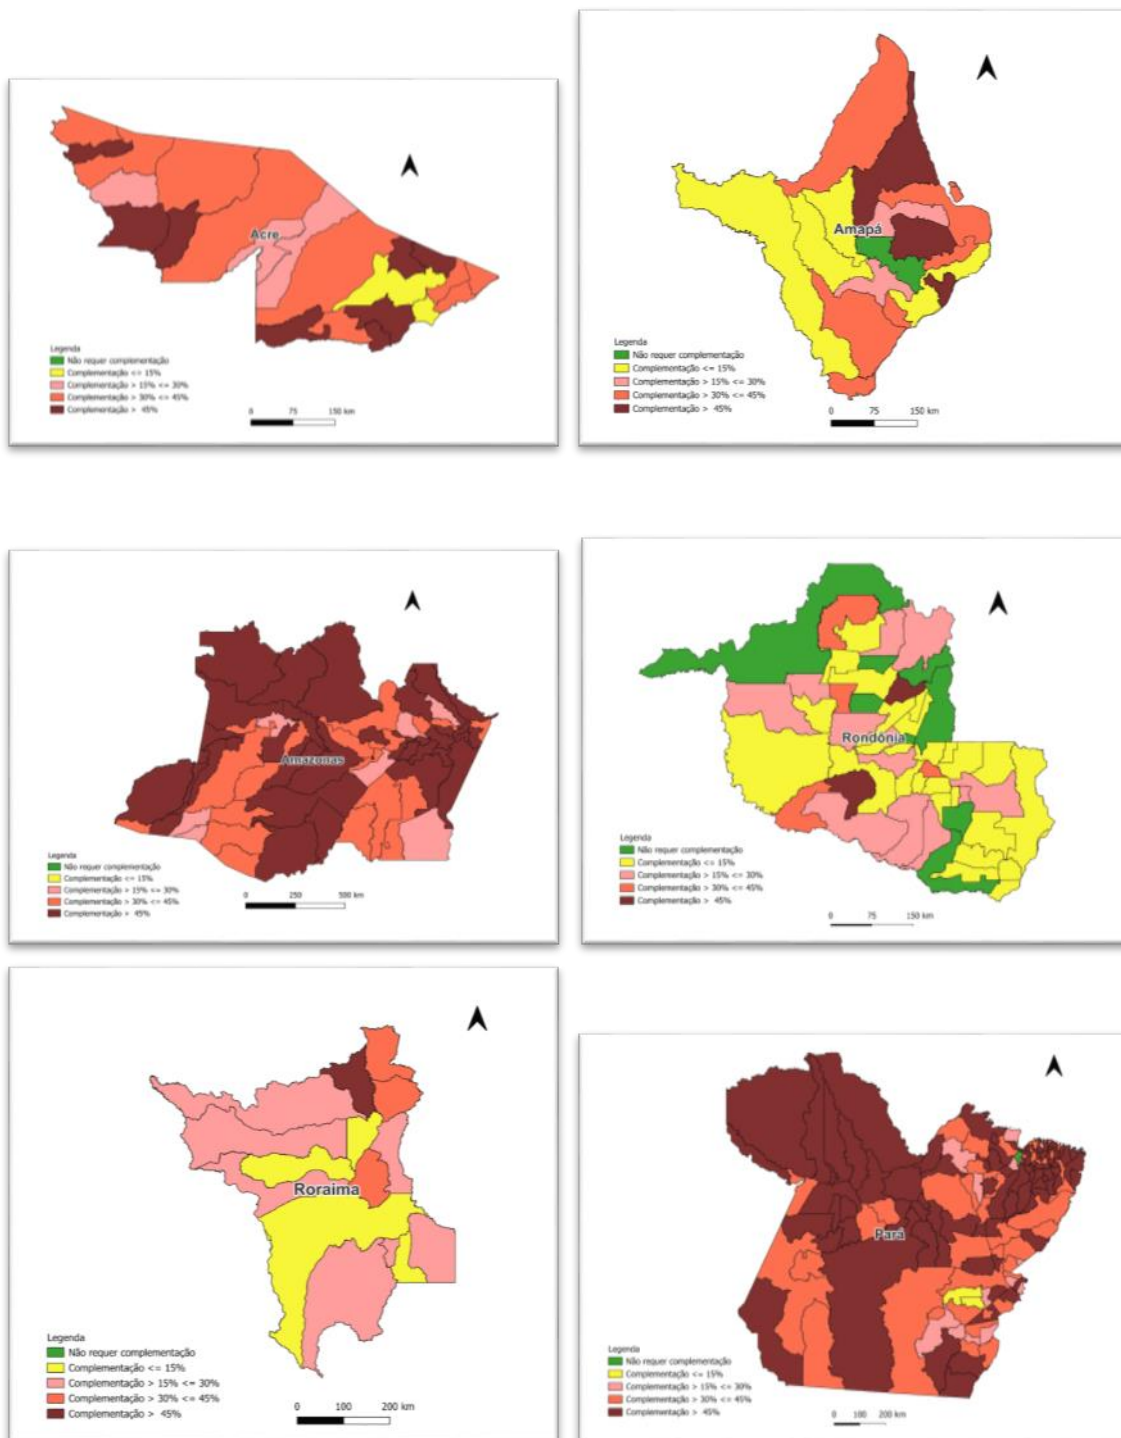 Acre
Legenda
Não requer complementação
Complementação <= 15%
Complementação > 15% <= 30%
Complementação > 30% <= 45%
Complementação > 45%
0 75 150 km
Amapá
Legenda
Não requer complementação
Complementação <= 15%
Complementação > 15% <= 30%
Complementação > 30% <= 45%
Complementação > 45%
0 75 150 km
Amazonas
Legenda
Não requer complementação
Complementação <= 15%
Complementação > 15% <= 30%
Complementação > 30% <= 45%
Complementação > 45%
0 250 500 km
Rondônia
Legenda
Não requer complementação
Complementação <= 15%
Complementação > 15% <= 30%
Complementação > 30% <= 45%
Complementação > 45%
0 75 150 km
Roraima
Legenda
Não requer complementação
Complementação <= 15%
Complementação > 15% <= 30%
Complementação > 30% <= 45%
Complementação > 45%
0 100 200 km
Pará
Legenda
Não requer complementação
Complementação <= 15%
Complementação > 15% <= 30%
Complementação > 30% <= 45%
Complementação > 45%
0 100 200 km